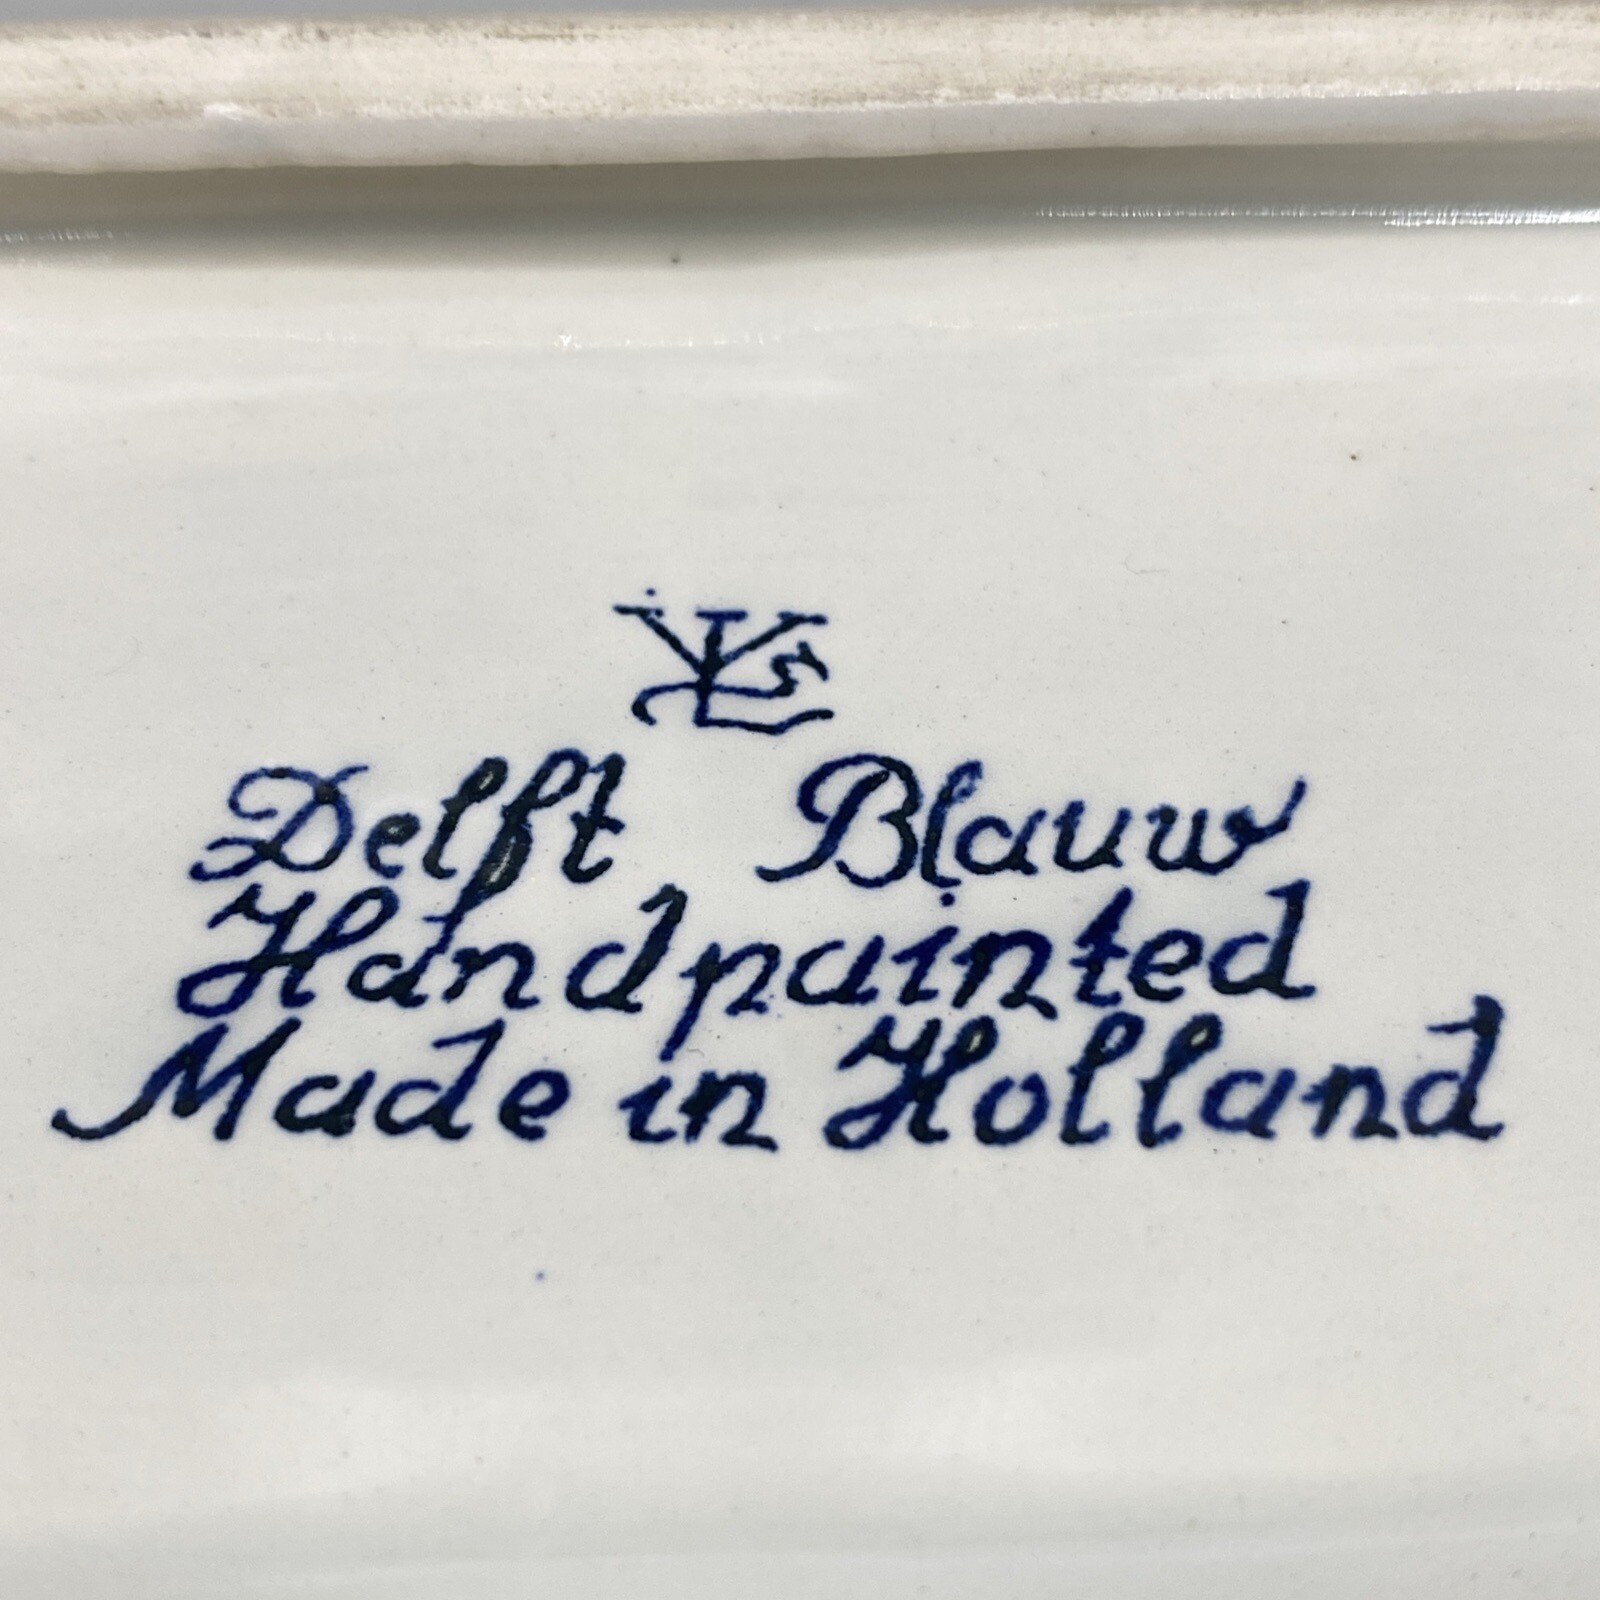 Delft Blauw
Handpainted
Made in Holland